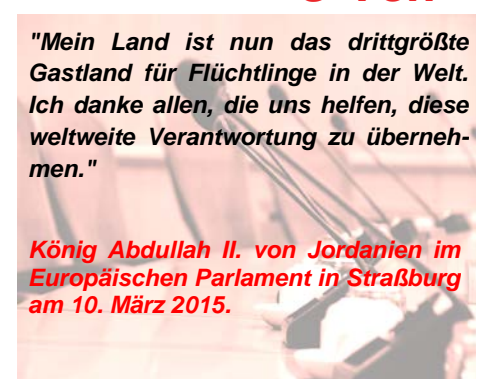 "Mein Land ist nun das drittgrößte
Gastland für Flüchtlinge in der Welt.
Ich danke allen, die uns helfen, diese
weltweite Verantwortung zu überneh-
men."
König Abdullah II. von Jordanien im
Europäischen Parlament in Straßburg
am 10. März 2015.